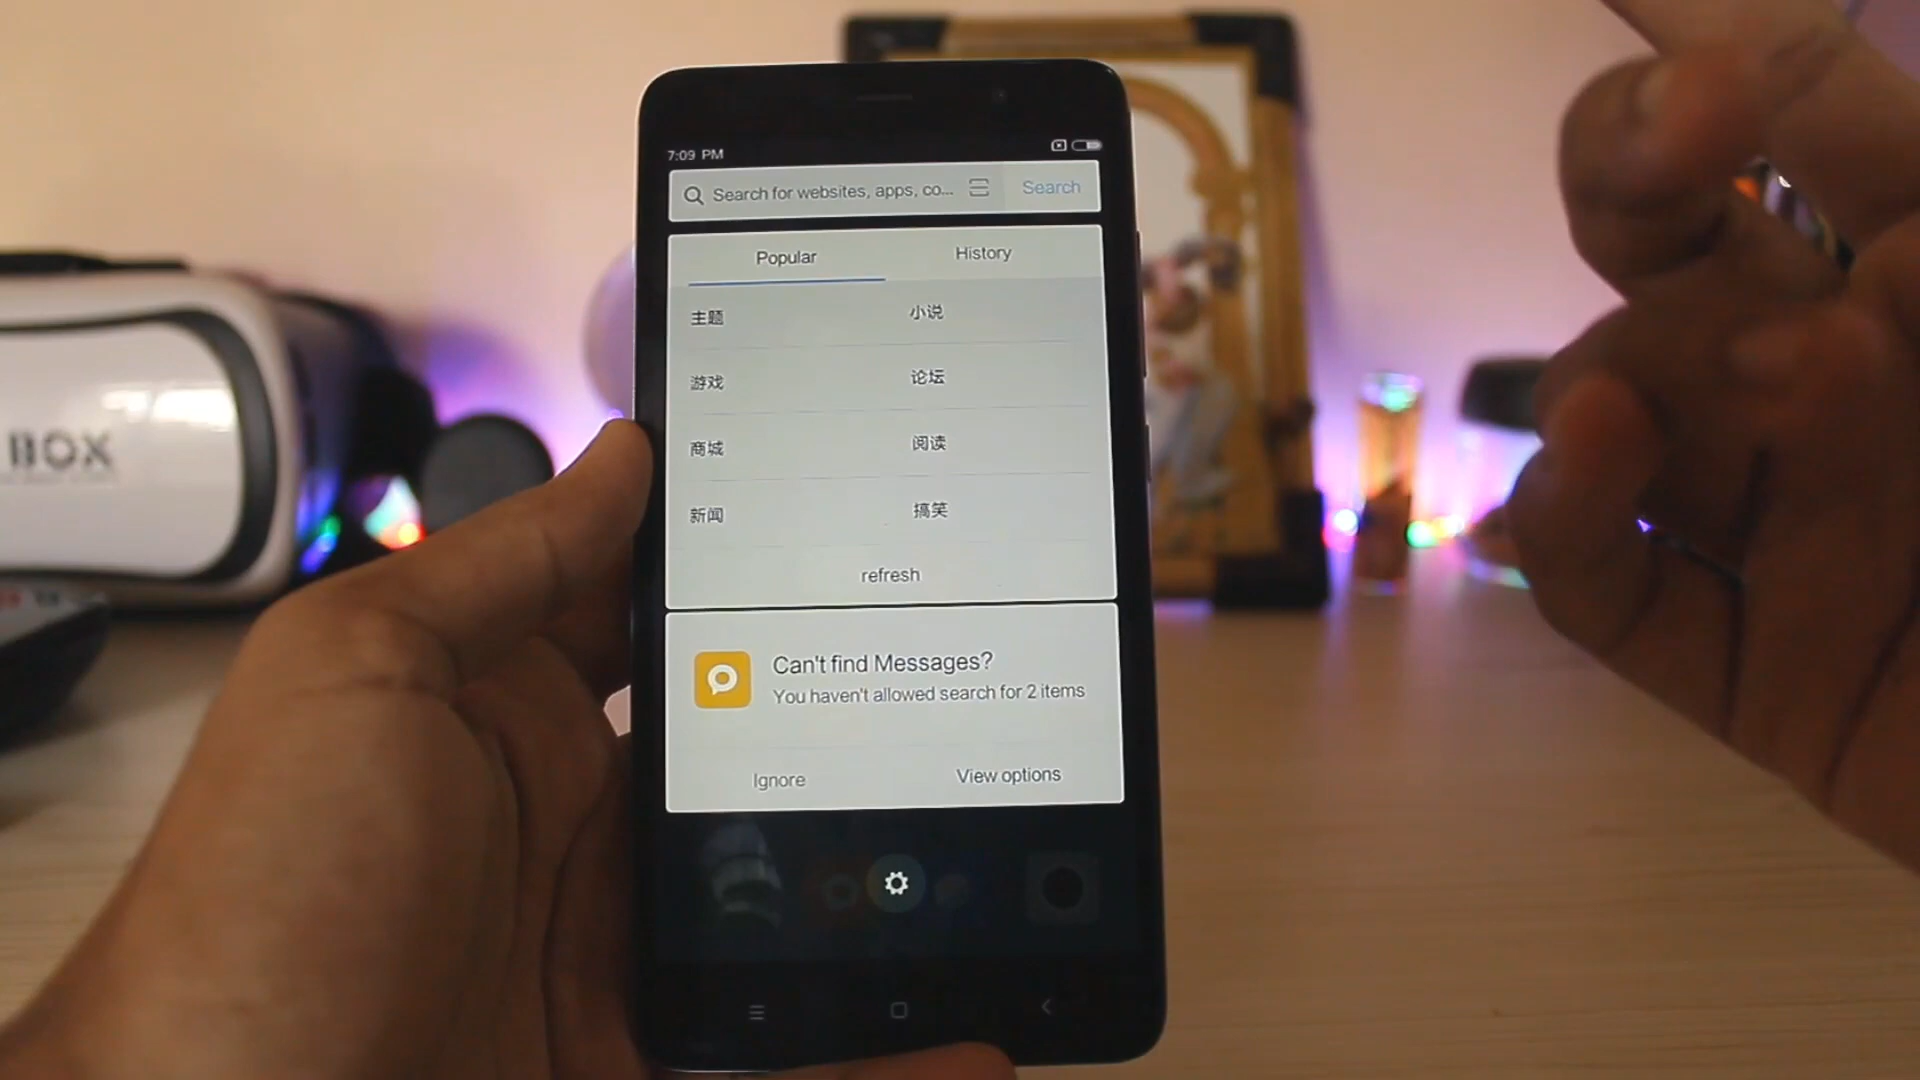 7:09 PM
Search for websites, apps, co...
Search
Popular
History
主题
小说
游戏
论坛
商城
阅读
新闻
搞笑
refresh
Can't find Messages?
You haven't allowed search for 2 items
Ignore
View options
BOX